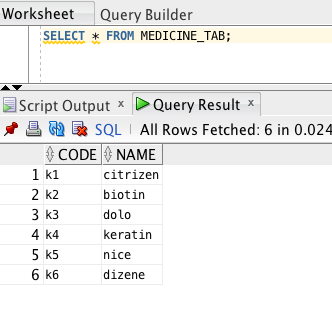 Worksheet Query Builder
SELECT * FROM MEDICINE_TAB;
Script Output × Query Result ×
SQL | All Rows Fetched: 6 in 0.024
CODE NAME
1 k1 citrizen
2 k2 biotin
3 k3 dolo
4 k4 keratin
5 k5 nice
6 k6 dizene